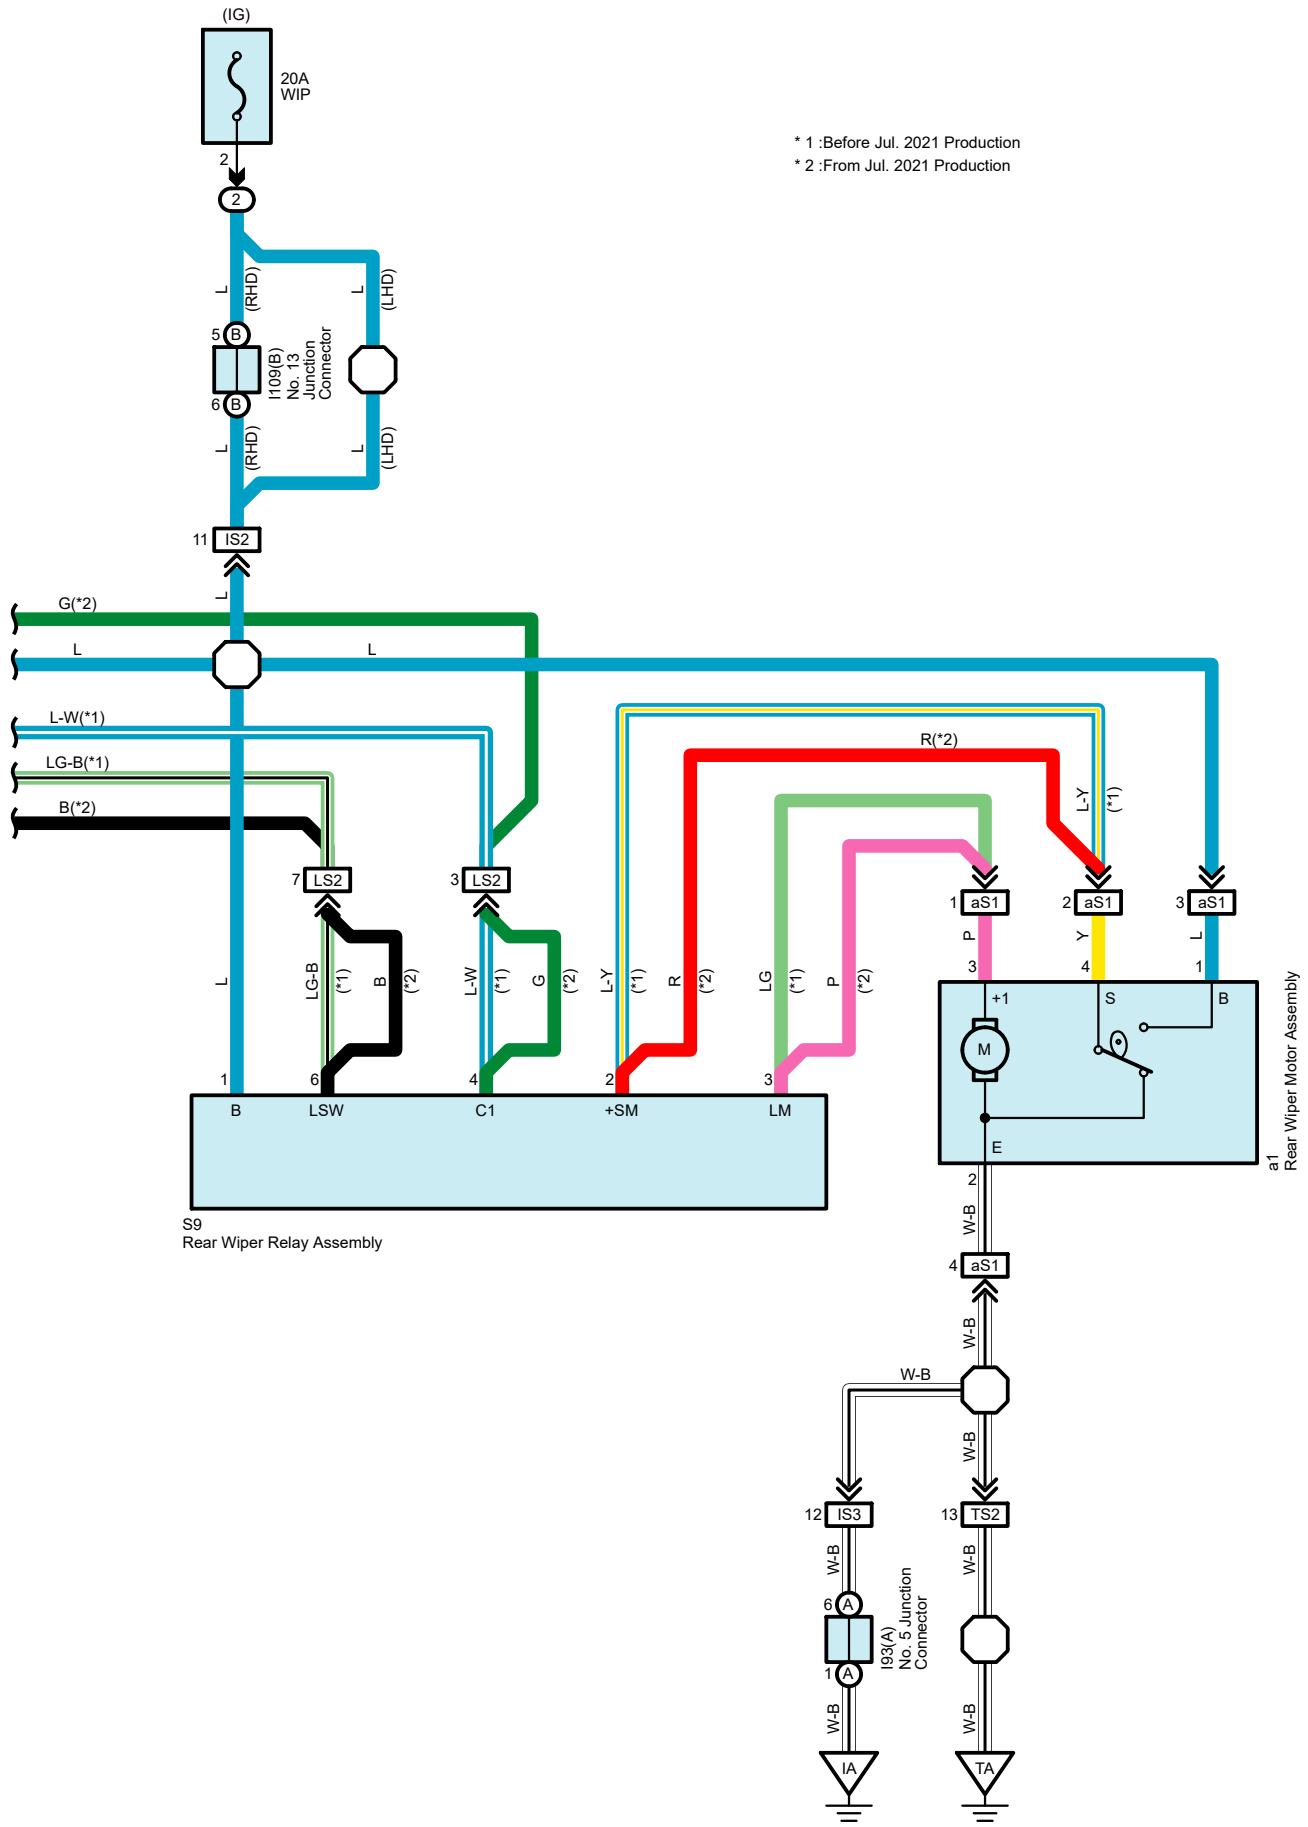 (IG)
20A
WIP
2
2
* 1 :Before Jul. 2021 Production
* 2 :From Jul. 2021 Production
L
(RHD)
L
(LHD)
5
B
I109(B)
No. 13
Junction
Connector
6
B
L
(RHD)
L
(LHD)
11
IS2
L
G(*2)
L
L
L-W(*1)
LG-B(*1)
B(*2)
R(*2)
L-Y
(*1)
7
LS2
3
LS2
1
aS1
2
aS1
3
aS1
P
Y
L
L
LG-B
(*1)
B
(*2)
L-W
(*1)
G
(*2)
L-Y
(*1)
R
(*2)
LG
(*1)
P
(*2)
3
4
1
+1
S
B
M
E
a1
Rear Wiper Motor Assembly
1
6
4
2
3
B
LSW
C1
+SM
LM
S9
Rear Wiper Relay Assembly
2
W-B
4
aS1
W-B
W-B
W-B
12
IS3
13
TS2
W-B
W-B
6
A
I93(A)
No. 5 Junction
Connector
1
A
W-B
W-B
IA
TA